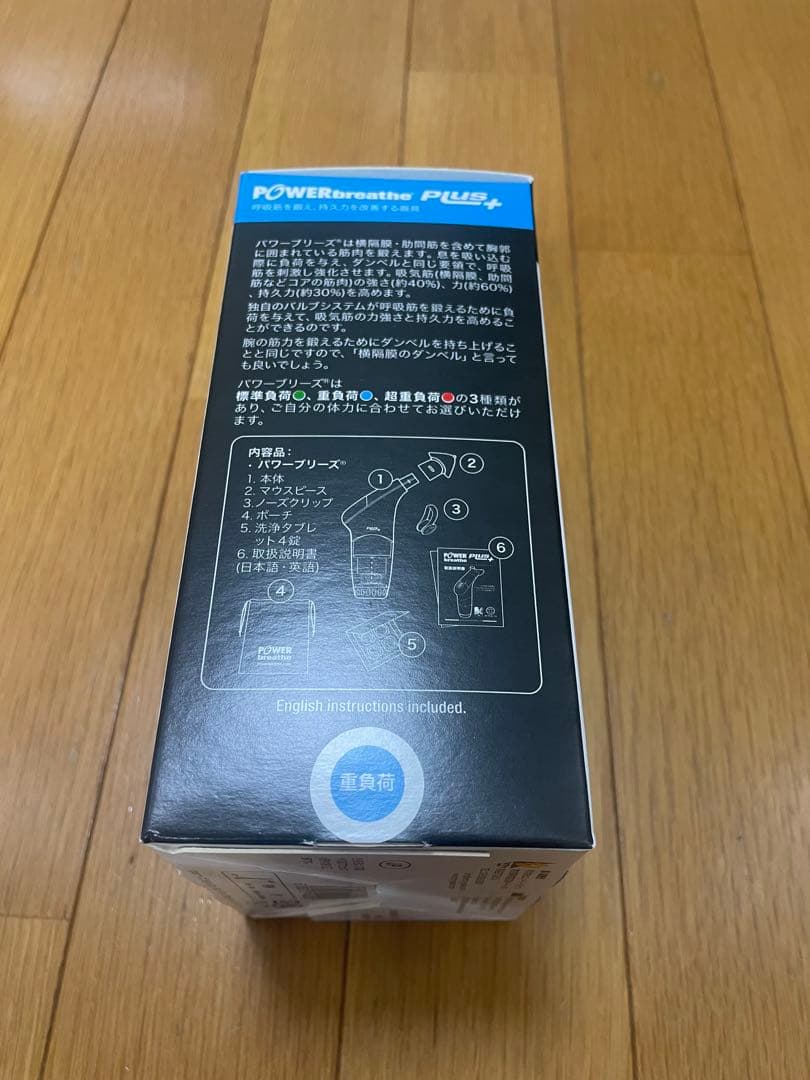 POWERbreathe PLUS+
呼吸筋を鍛え、持久力を改善する器具
パワーブリーズ®は横隔膜・肋間筋を含めて胸郭
に囲まれている筋肉を鍛えます。息を吸い込む
際に負荷を与え、ダンベルと同じ要領で、呼吸
筋を刺激し強化させます。吸気筋(横隔膜、肋間
筋などコアの筋肉)の強さ(約40%)、力(約60%)
、持久力(約30%)を高めます。
独自のバルブシステムが呼吸筋を鍛えるために負
荷を与えて、吸気筋の力強さと持久力を高めるこ
とができるのです。
腕の筋力を鍛えるためにダンベルを持ち上げるこ
とと同じですので、「横隔膜のダンベル」と言って
も良いでしょう。
パワーブリーズ®は
標準負荷●、重負荷●、超重負荷●の3種類が
あり、ご自分の体力に合わせてお選びいただけ
ます。
内容品：
・パワーブリーズ®
1. 本体
2. マウスピース
3.ノーズクリップ
4. ポーチ
5. 洗浄タブレ
ット4錠
6. 取扱説明書
(日本語・英語)
1
2
3
4
5
6
PLUS+
POWER
breathe
POWER
breathe
PLUS+
取扱説明書
English instructions included.
重負荷